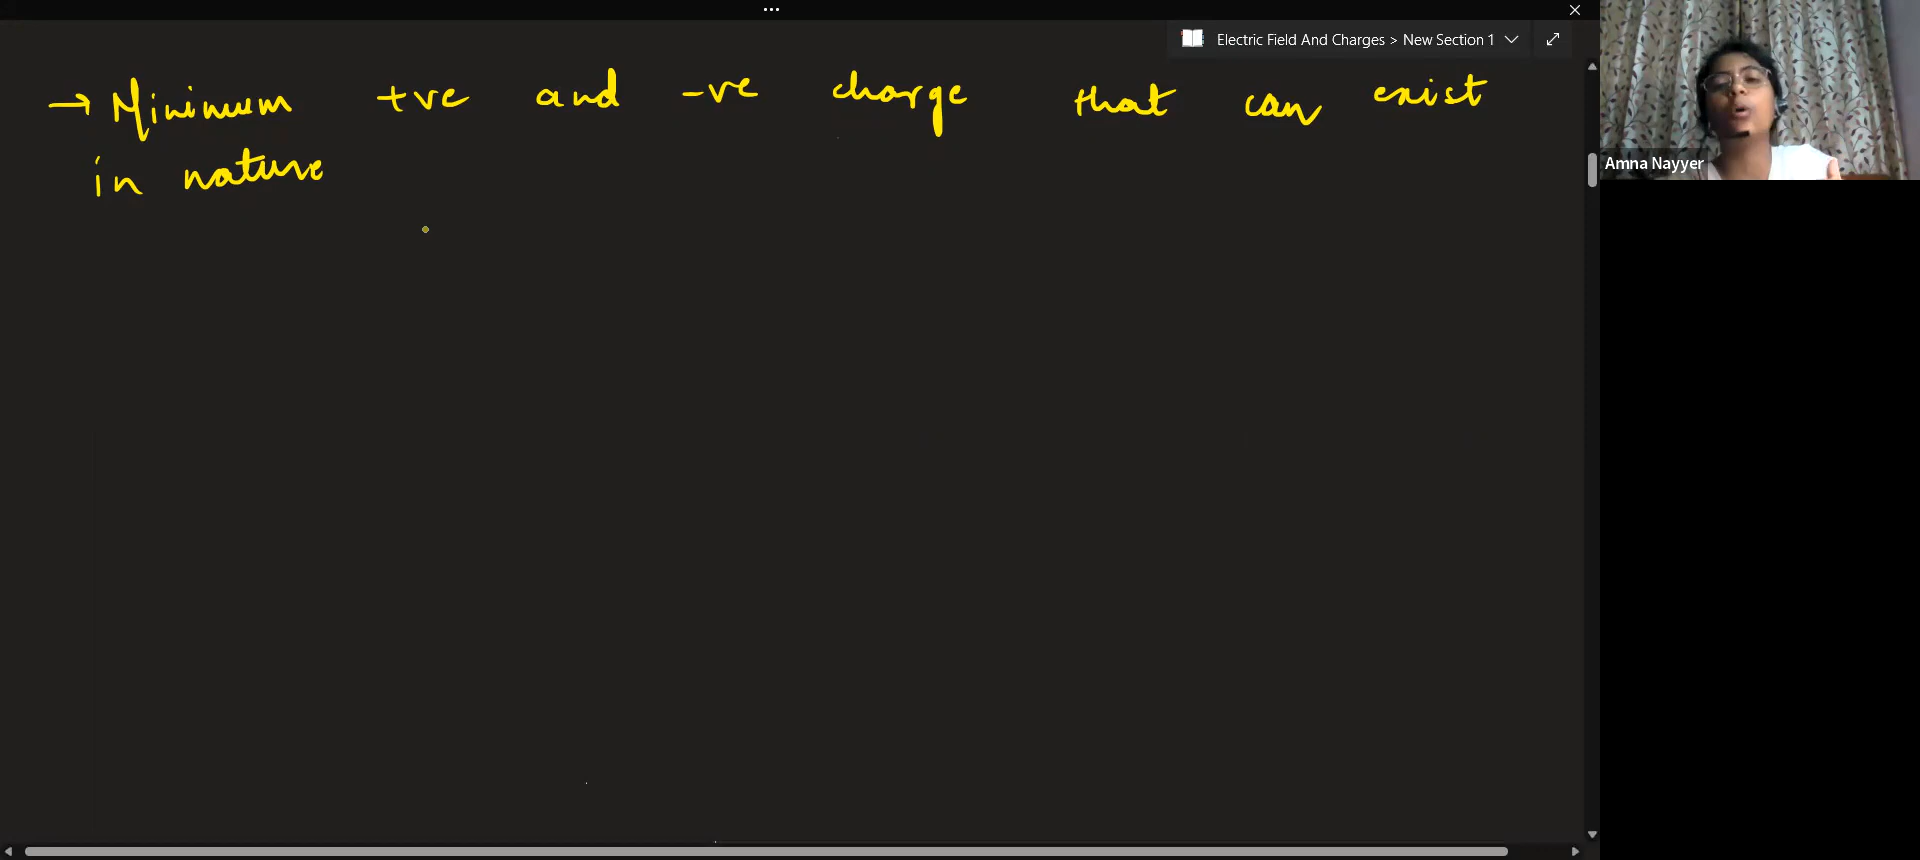 Electric Field And Charges > New Section 1
→ Minimum +ve and -ve charge that can exist
in nature
Amna Nayyer